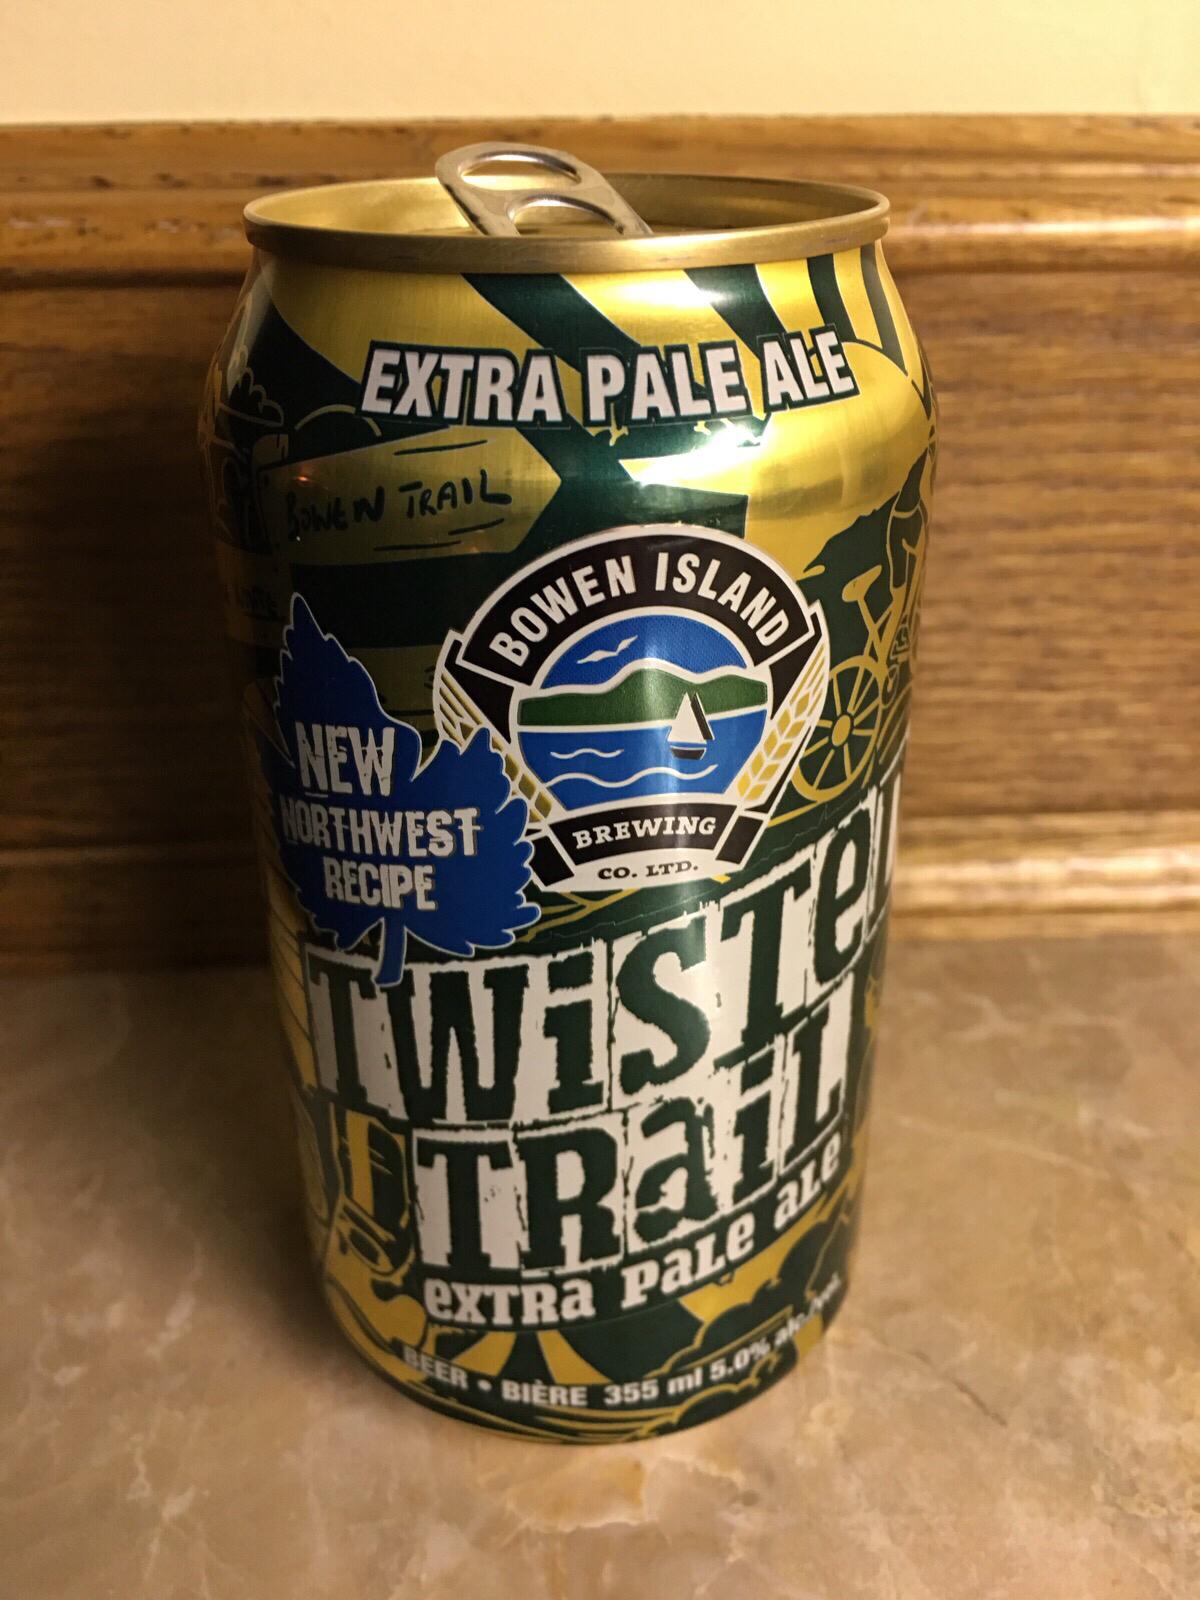 EXTRA PALE ALE
BOWEN TRAIL
BOWEN ISLAND
BREWING
CO. LTD.
NEW
NORTHWEST
RECIPE
TWiSTeD
TRaiL
eXTRa PaLe aLe
BEER • BIÈRE 355 ml 5.0% alc./vol.